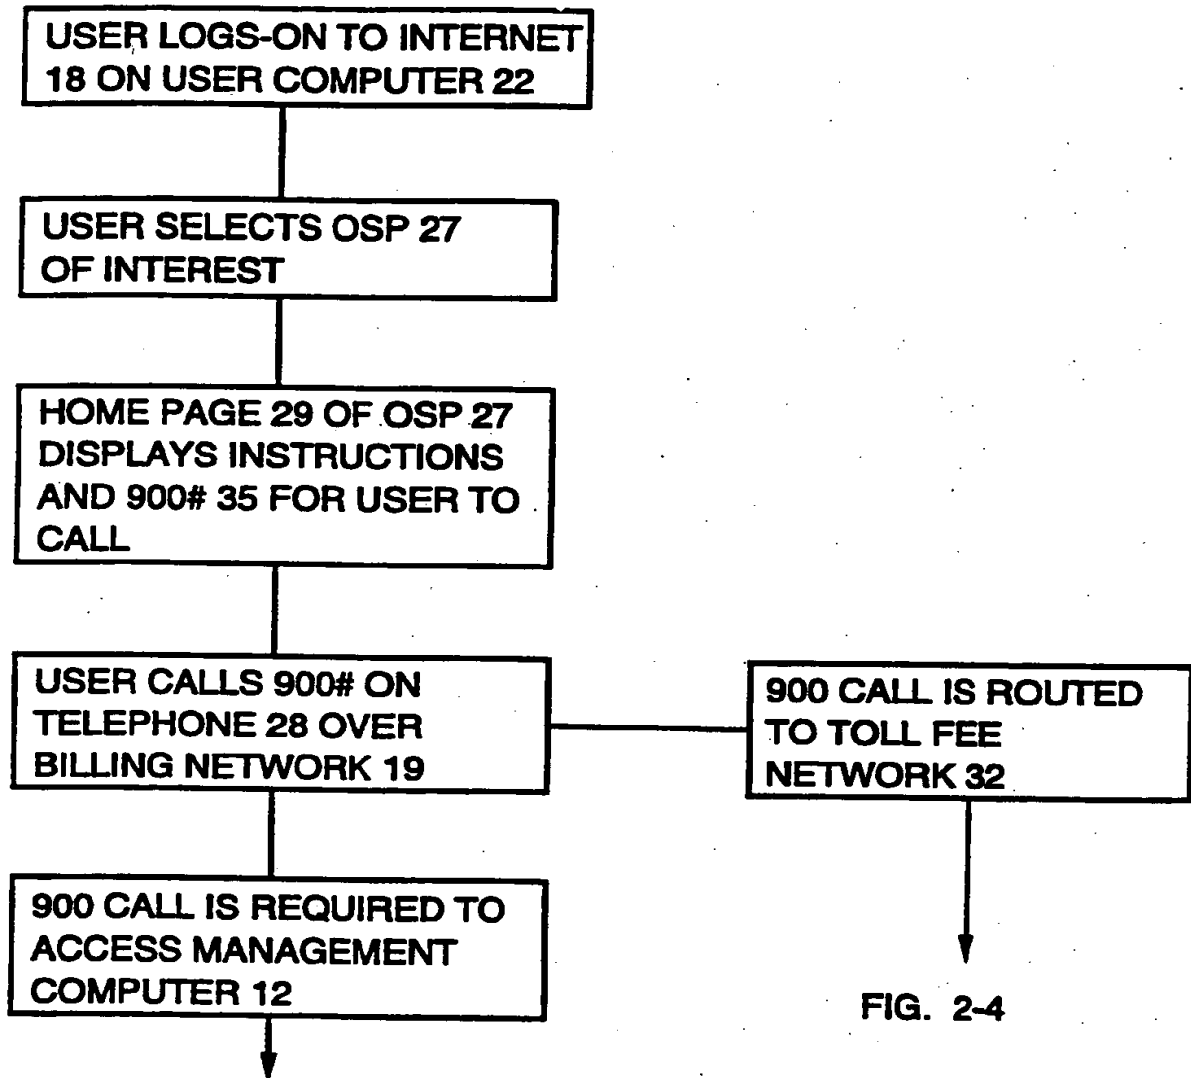 USER LOGS-ON TO INTERNET
18 ON USER COMPUTER 22
USER SELECTS OSP 27
OF INTEREST
HOME PAGE 29 OF OSP 27
DISPLAYS INSTRUCTIONS
AND 900# 35 FOR USER TO
CALL
USER CALLS 900# ON
TELEPHONE 28 OVER
BILLING NETWORK 19
900 CALL IS ROUTED
TO TOLL FEE
NETWORK 32
900 CALL IS REQUIRED TO
ACCESS MANAGEMENT
COMPUTER 12
FIG. 2-4